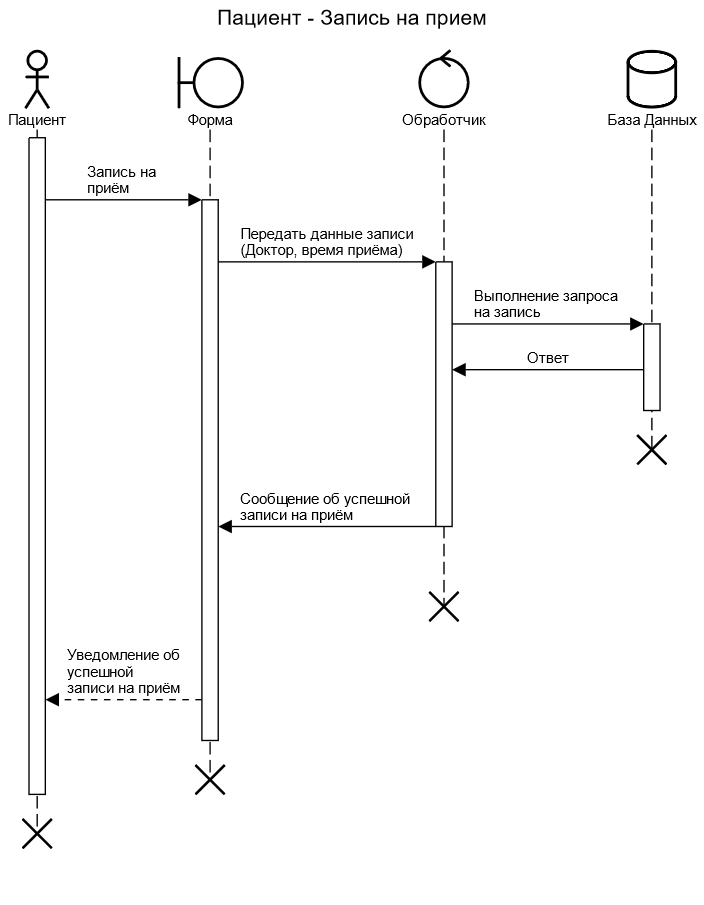 Пациент - Запись на прием
Пациент
Форма
Обработчик
База Данных
Запись на
приём
Передать данные записи
(Доктор, время приёма)
Выполнение запроса
на запись
Ответ
Сообщение об успешной
записи на приём
Уведомление об
успешной
записи на приём